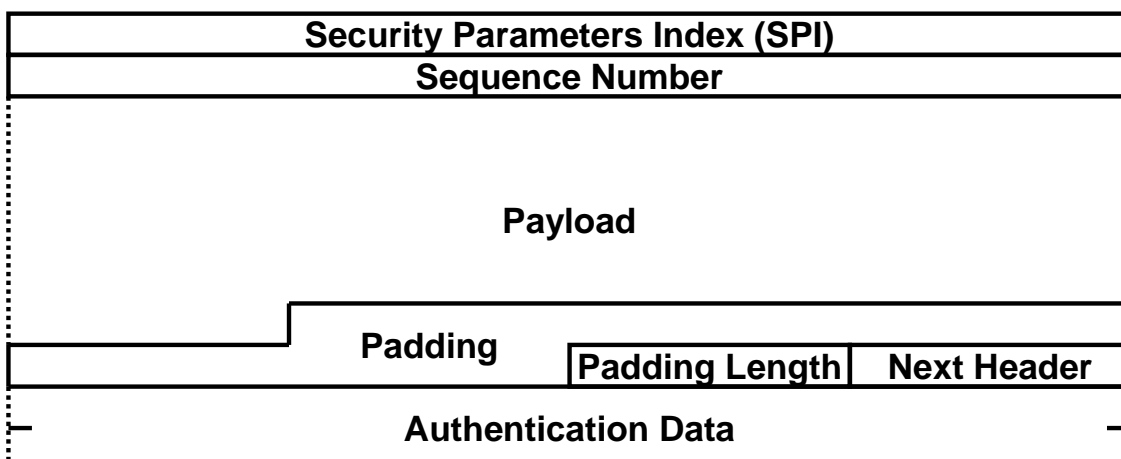 Security Parameters Index (SPI)
Sequence Number
Payload
Padding
Padding Length
Next Header
Authentication Data